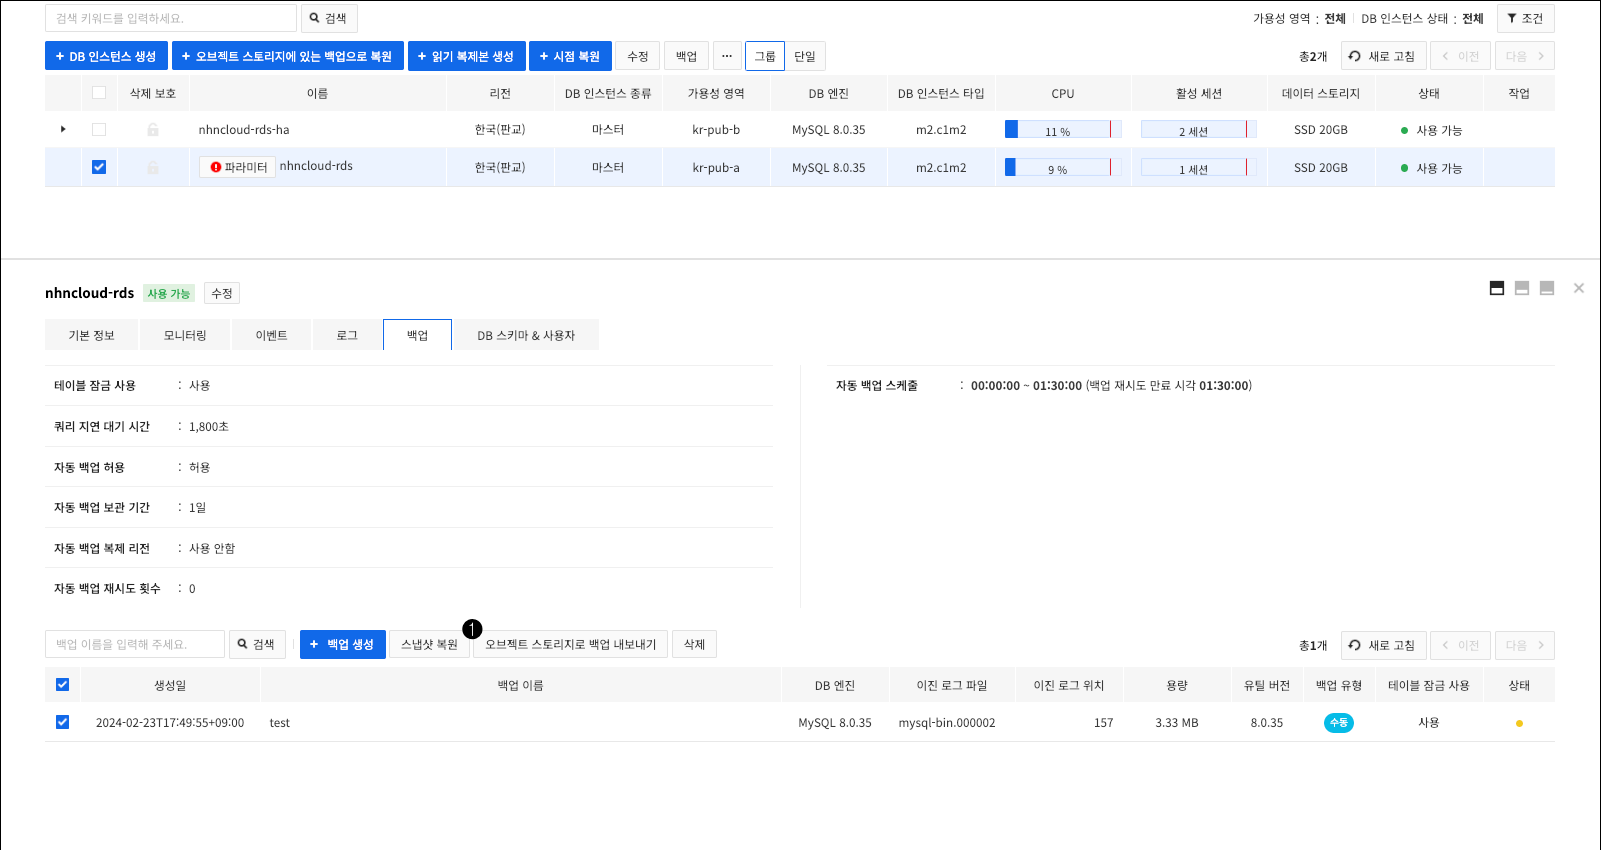 검색 키워드를 입력하세요. 검색 가용성 영역 : 전체 DB 인스턴스 상태 : 전체 조건
+ DB 인스턴스 생성 + 오브젝트 스토리지에 있는 백업으로 복원 + 읽기 복제본 생성 + 시점 복원 수정 백업 ··· 그룹 단일 총2개 새로 고침 < 이전 다음 >
삭제 보호 이름 리전 DB 인스턴스 종류 가용성 영역 DB 엔진 DB 인스턴스 타입 CPU 활성 세션 데이터 스토리지 상태 작업
nhncloud-rds-ha 한국(판교) 마스터 kr-pub-b MySQL 8.0.35 m2.c1m2 11 % 2 세션 SSD 20GB 사용 가능
파라미터 nhncloud-rds 한국(판교) 마스터 kr-pub-a MySQL 8.0.35 m2.c1m2 9 % 1 세션 SSD 20GB 사용 가능
nhncloud-rds 사용 가능 수정
기본 정보 모니터링 이벤트 로그 백업 DB 스키마 & 사용자
테이블 잠금 사용 : 사용 자동 백업 스케줄 : 00:00:00 ~ 01:30:00 (백업 재시도 만료 시각 01:30:00)
쿼리 지연 대기 시간 : 1,800초
자동 백업 허용 : 허용
자동 백업 보관 기간 : 1일
자동 백업 복제 리전 : 사용 안함
자동 백업 재시도 횟수 : 0
1
백업 이름을 입력해 주세요. 검색 + 백업 생성 스냅샷 복원 오브젝트 스토리지로 백업 내보내기 삭제 총1개 새로 고침 < 이전 다음 >
생성일 백업 이름 DB 엔진 이진 로그 파일 이진 로그 위치 용량 유틸 버전 백업 유형 테이블 잠금 사용 상태
2024-02-23T17:49:55+09:00 test MySQL 8.0.35 mysql-bin.000002 157 3.33 MB 8.0.35 수동 사용